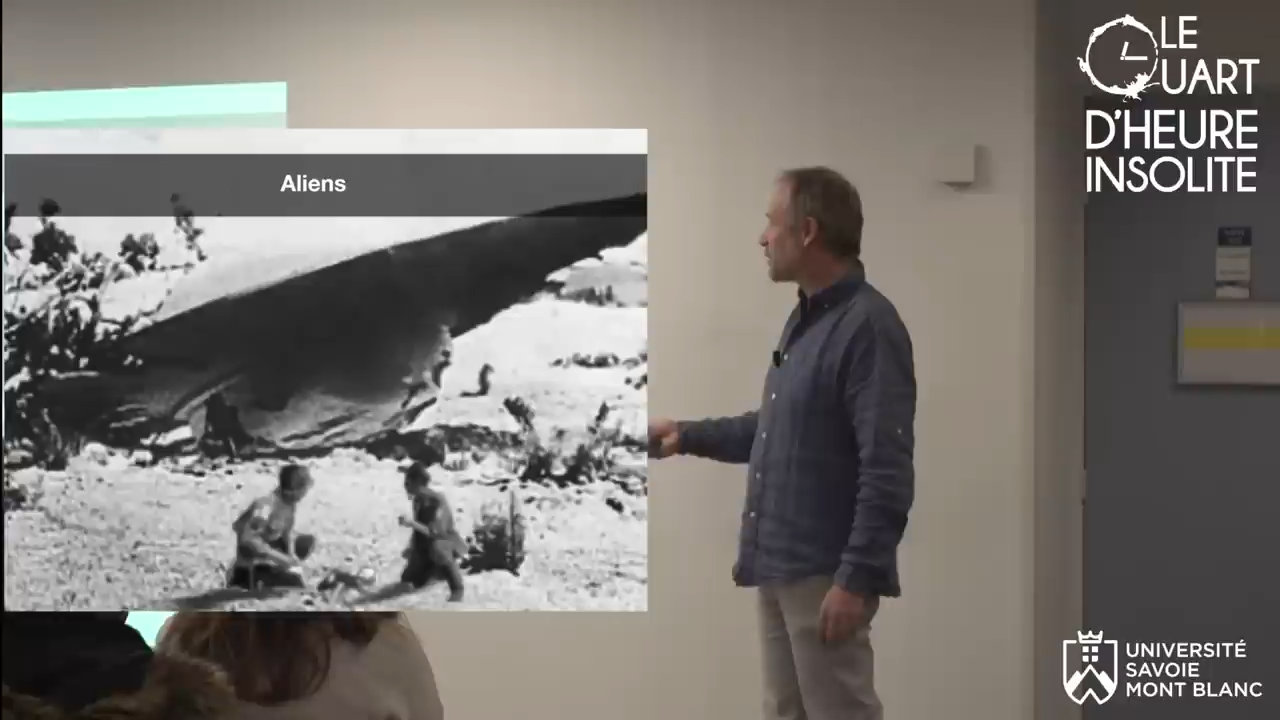 LE
QUART
D'HEURE
INSOLITE
Aliens
UNIVERSITÉ
SAVOIE
MONT BLANC